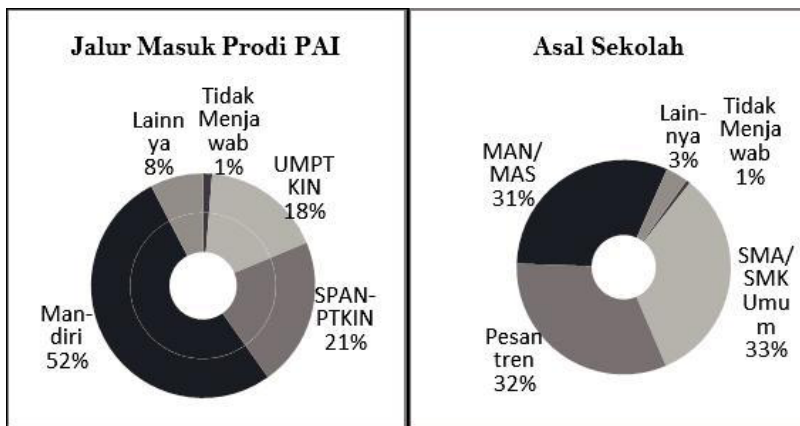 Jalur Masuk Prodi PAI
Tidak
Menja
wab
1%
Lainn
ya
8%
UMPT
KIN
18%
SPAN-
PTKIN
21%
Man-
diri
52%
Asal Sekolah
Tidak
Menja
wab
1%
Lain-
nya
3%
MAN/
MAS
31%
SMA/
SMK
Umu
m
33%
Pesan
tren
32%